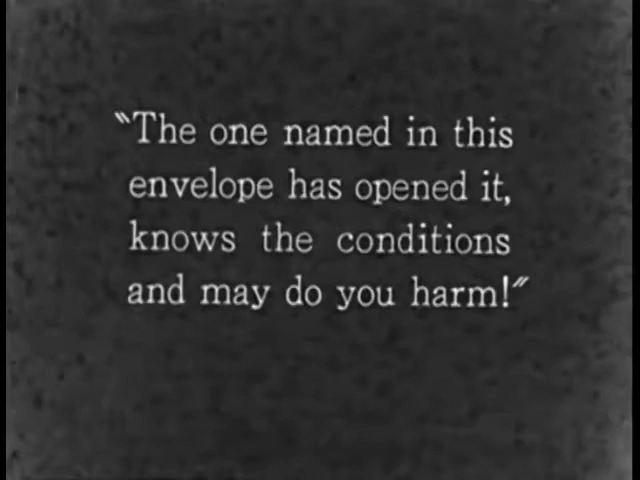 "The one named in this
envelope has opened it,
knows the conditions
and may do you harm!"